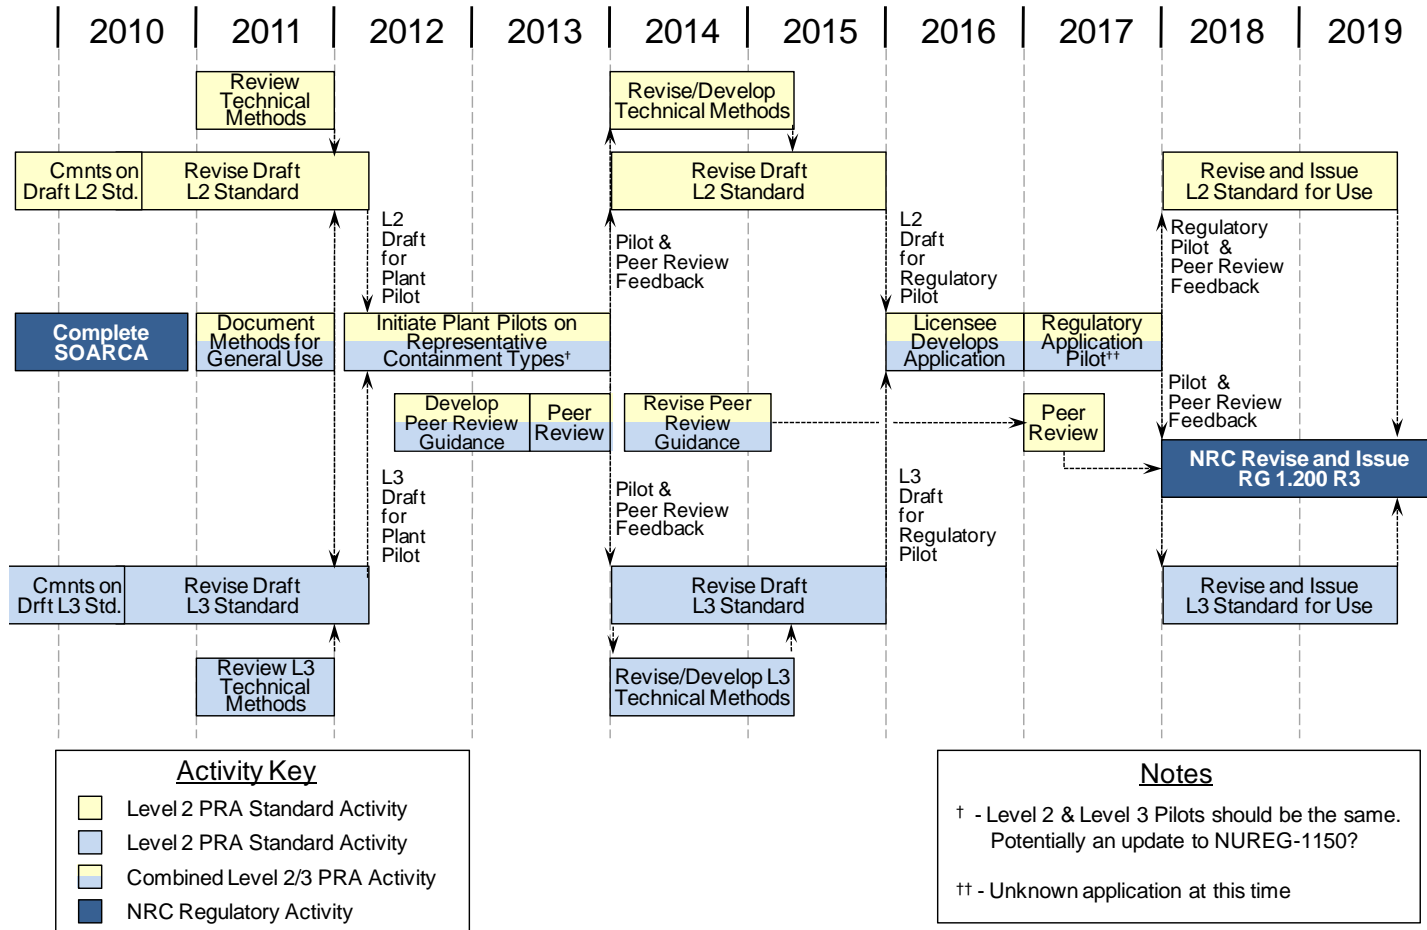 2010 2011 2012 2013 2014 2015 2016 2017 2018 2019
Review
Technical
Methods
Revise/Develop
Technical Methods
Cmnts on
Draft L2 Std.
Revise Draft
L2 Standard
Revise Draft
L2 Standard
Revise and Issue
L2 Standard for Use
L2
Draft
for
Plant
Pilot
Pilot &
Peer Review
Feedback
L2
Draft
for
Regulatory
Pilot
Regulatory
Pilot &
Peer Review
Feedback
Complete
SOARCA
Document
Methods for
General Use
Initiate Plant Pilots on
Representative
Containment Types†
Licensee
Develops
Application
Regulatory
Application
Pilot††
Develop
Peer Review
Guidance
Peer
Review
Revise Peer
Review
Guidance
Peer
Review
Pilot &
Peer Review
Feedback
NRC Revise and Issue
RG 1.200 R3
L3
Draft
for
Plant
Pilot
Pilot &
Peer Review
Feedback
L3
Draft
for
Regulatory
Pilot
Cmnts on
Drft L3 Std.
Revise Draft
L3 Standard
Revise Draft
L3 Standard
Revise and Issue
L3 Standard for Use
Review L3
Technical
Methods
Revise/Develop L3
Technical Methods
Activity Key
Level 2 PRA Standard Activity
Level 2 PRA Standard Activity
Combined Level 2/3 PRA Activity
NRC Regulatory Activity
Notes
† - Level 2 & Level 3 Pilots should be the same.
Potentially an update to NUREG-1150?
†† - Unknown application at this time